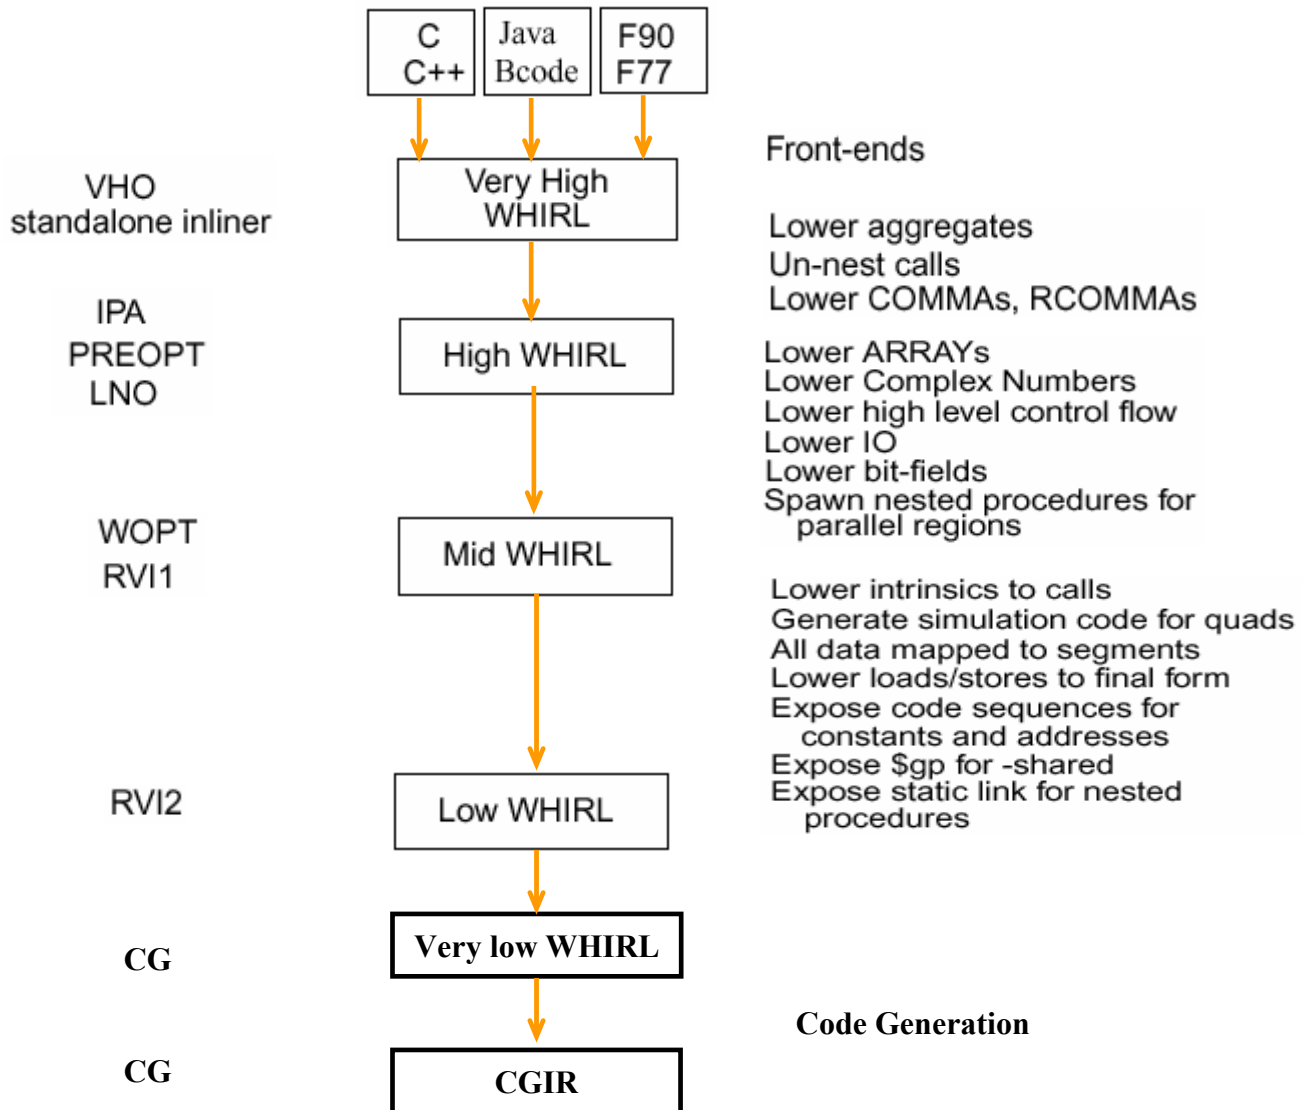 C
C++
Java
Bcode
F90
F77
Front-ends
VHO
standalone inliner
Very High
WHIRL
Lower aggregates
Un-nest calls
Lower COMMAs, RCOMMAs
IPA
PREOPT
LNO
High WHIRL
Lower ARRAYs
Lower Complex Numbers
Lower high level control flow
Lower IO
Lower bit-fields
Spawn nested procedures for
parallel regions
WOPT
RVI1
Mid WHIRL
Lower intrinsics to calls
Generate simulation code for quads
All data mapped to segments
Lower loads/stores to final form
Expose code sequences for
constants and addresses
Expose $gp for -shared
Expose static link for nested
procedures
RVI2
Low WHIRL
CG
Very low WHIRL
Code Generation
CG
CGIR